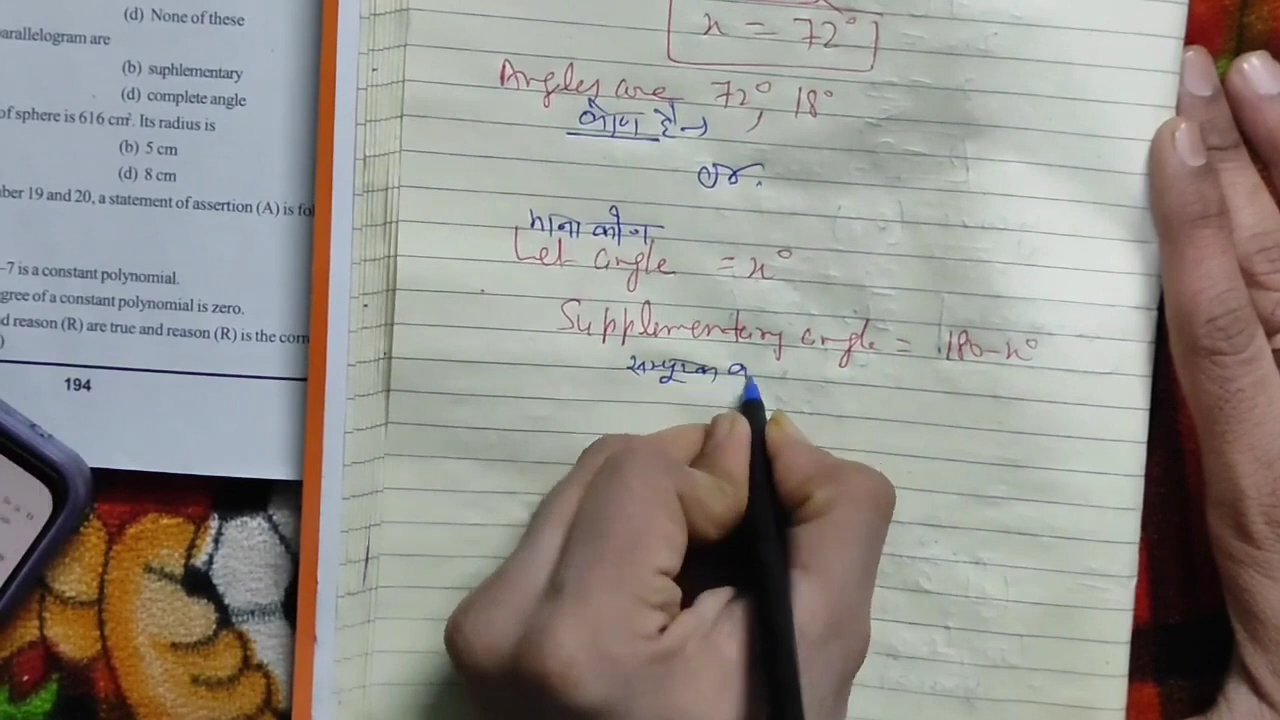 (d) None of these
arallelogram are
(b) suphlementary
(d) complete angle
of sphere is 616 cm². Its radius is
(b) 5 cm
(d) 8 cm
ber 19 and 20, a statement of assertion (A) is fol
–7 is a constant polynomial.
gree of a constant polynomial is zero.
d reason (R) are true and reason (R) is the corr
)
194
x = 72°
Angles are 72°, 18°
कोण है →
or.
माना कोण
Let angle = x°
Supplementary angle = 180-x°
सम्पूरक